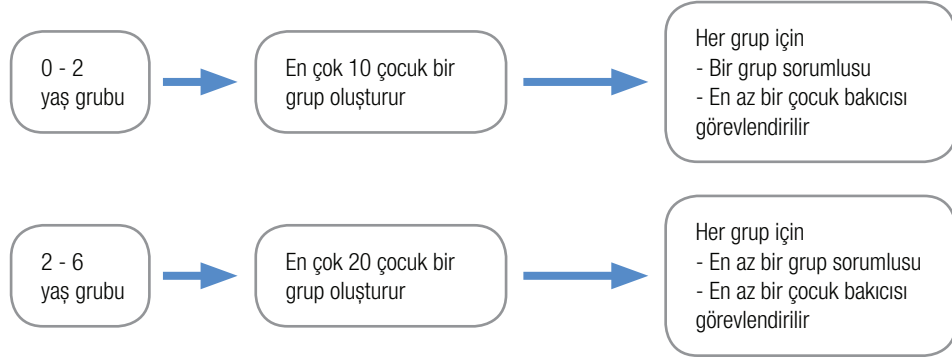 0 - 2
yaş grubu
En çok 10 çocuk bir
grup oluşturur
Her grup için
- Bir grup sorumlusu
- En az bir çocuk bakıcısı
görevlendirilir
2 - 6
yaş grubu
En çok 20 çocuk bir
grup oluşturur
Her grup için
- En az bir grup sorumlusu
- En az bir çocuk bakıcısı
görevlendirilir